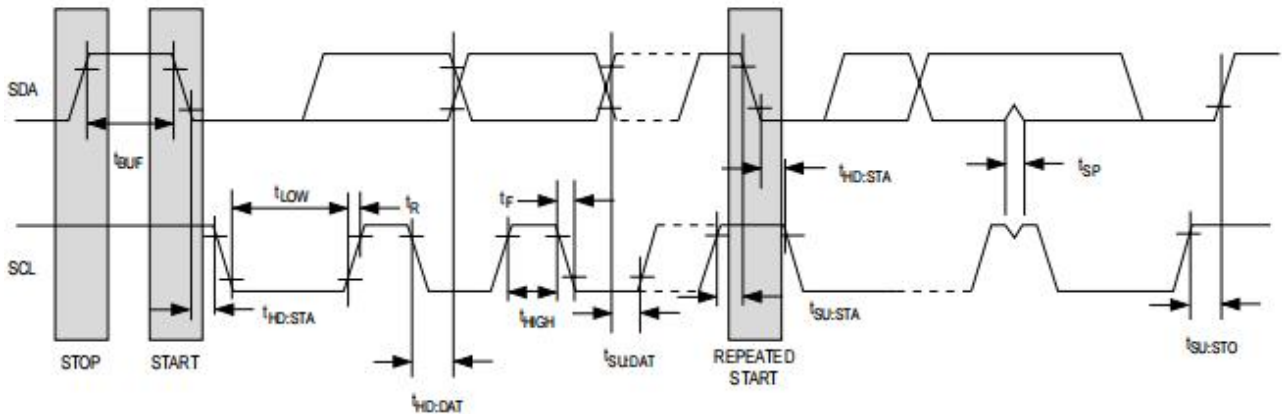 SDA
tBUF
tLOW
tR
tF
tHD:STA
tSP
SCL
tHD:STA
tHIGH
tSU:DAT
tSU:STA
tSU:STO
STOP
START
REPEATED
START
tHD:DAT